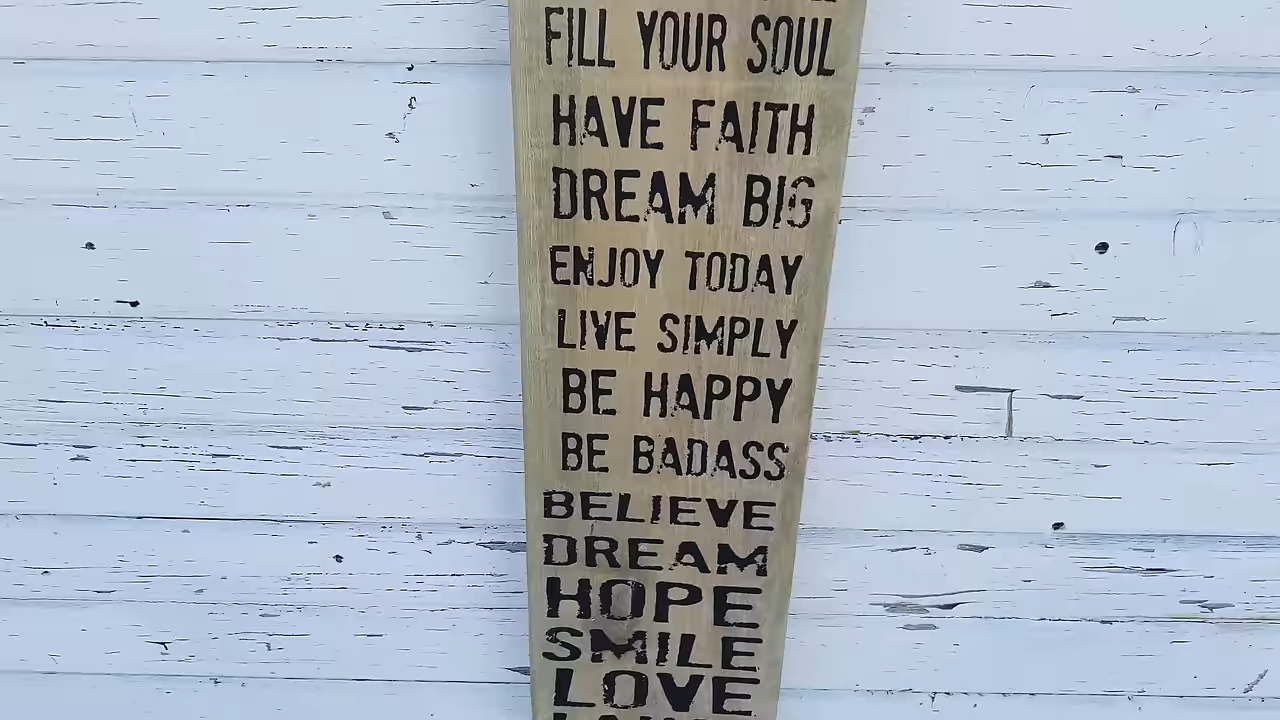 FILL YOUR SOUL
HAVE FAITH
DREAM BIG
ENJOY TODAY
LIVE SIMPLY
BE HAPPY
BE BADASS
BELIEVE
DREAM
HOPE
SMILE
LOVE